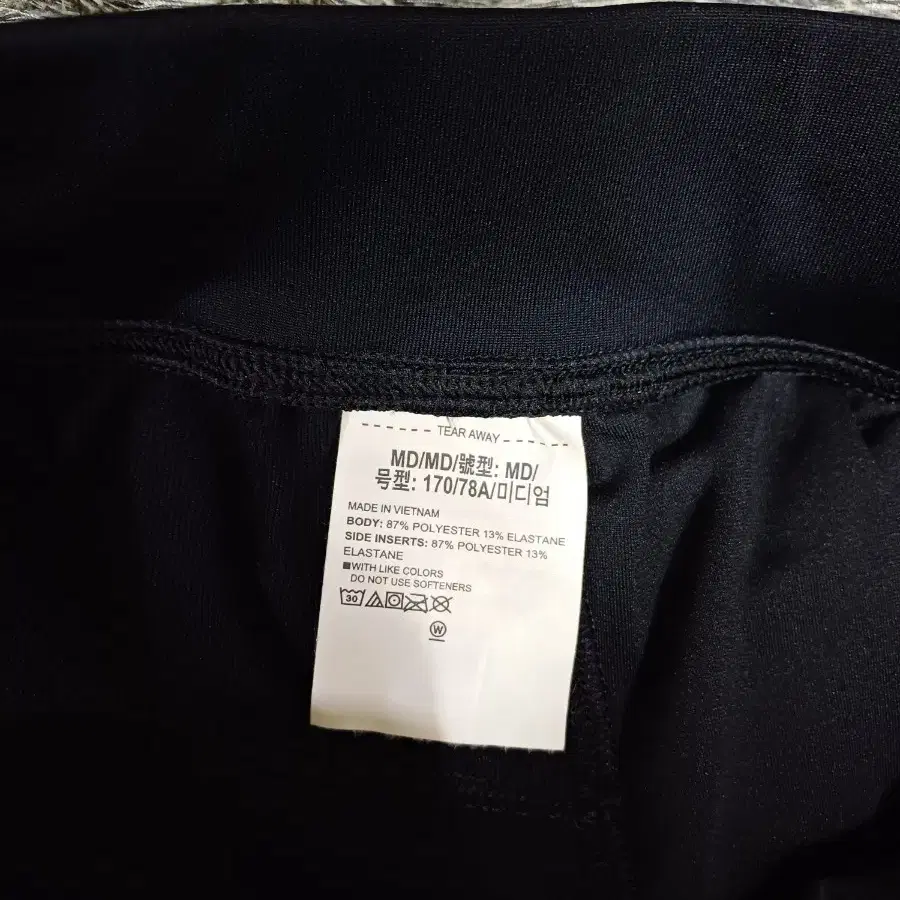 TEAR AWAY
MD/MD/號型: MD/
号型: 170/78A/미디엄
MADE IN VIETNAM
BODY: 87% POLYESTER 13% ELASTANE
SIDE INSERTS: 87% POLYESTER 13%
ELASTANE
WITH LIKE COLORS
DO NOT USE SOFTENERS
30
W